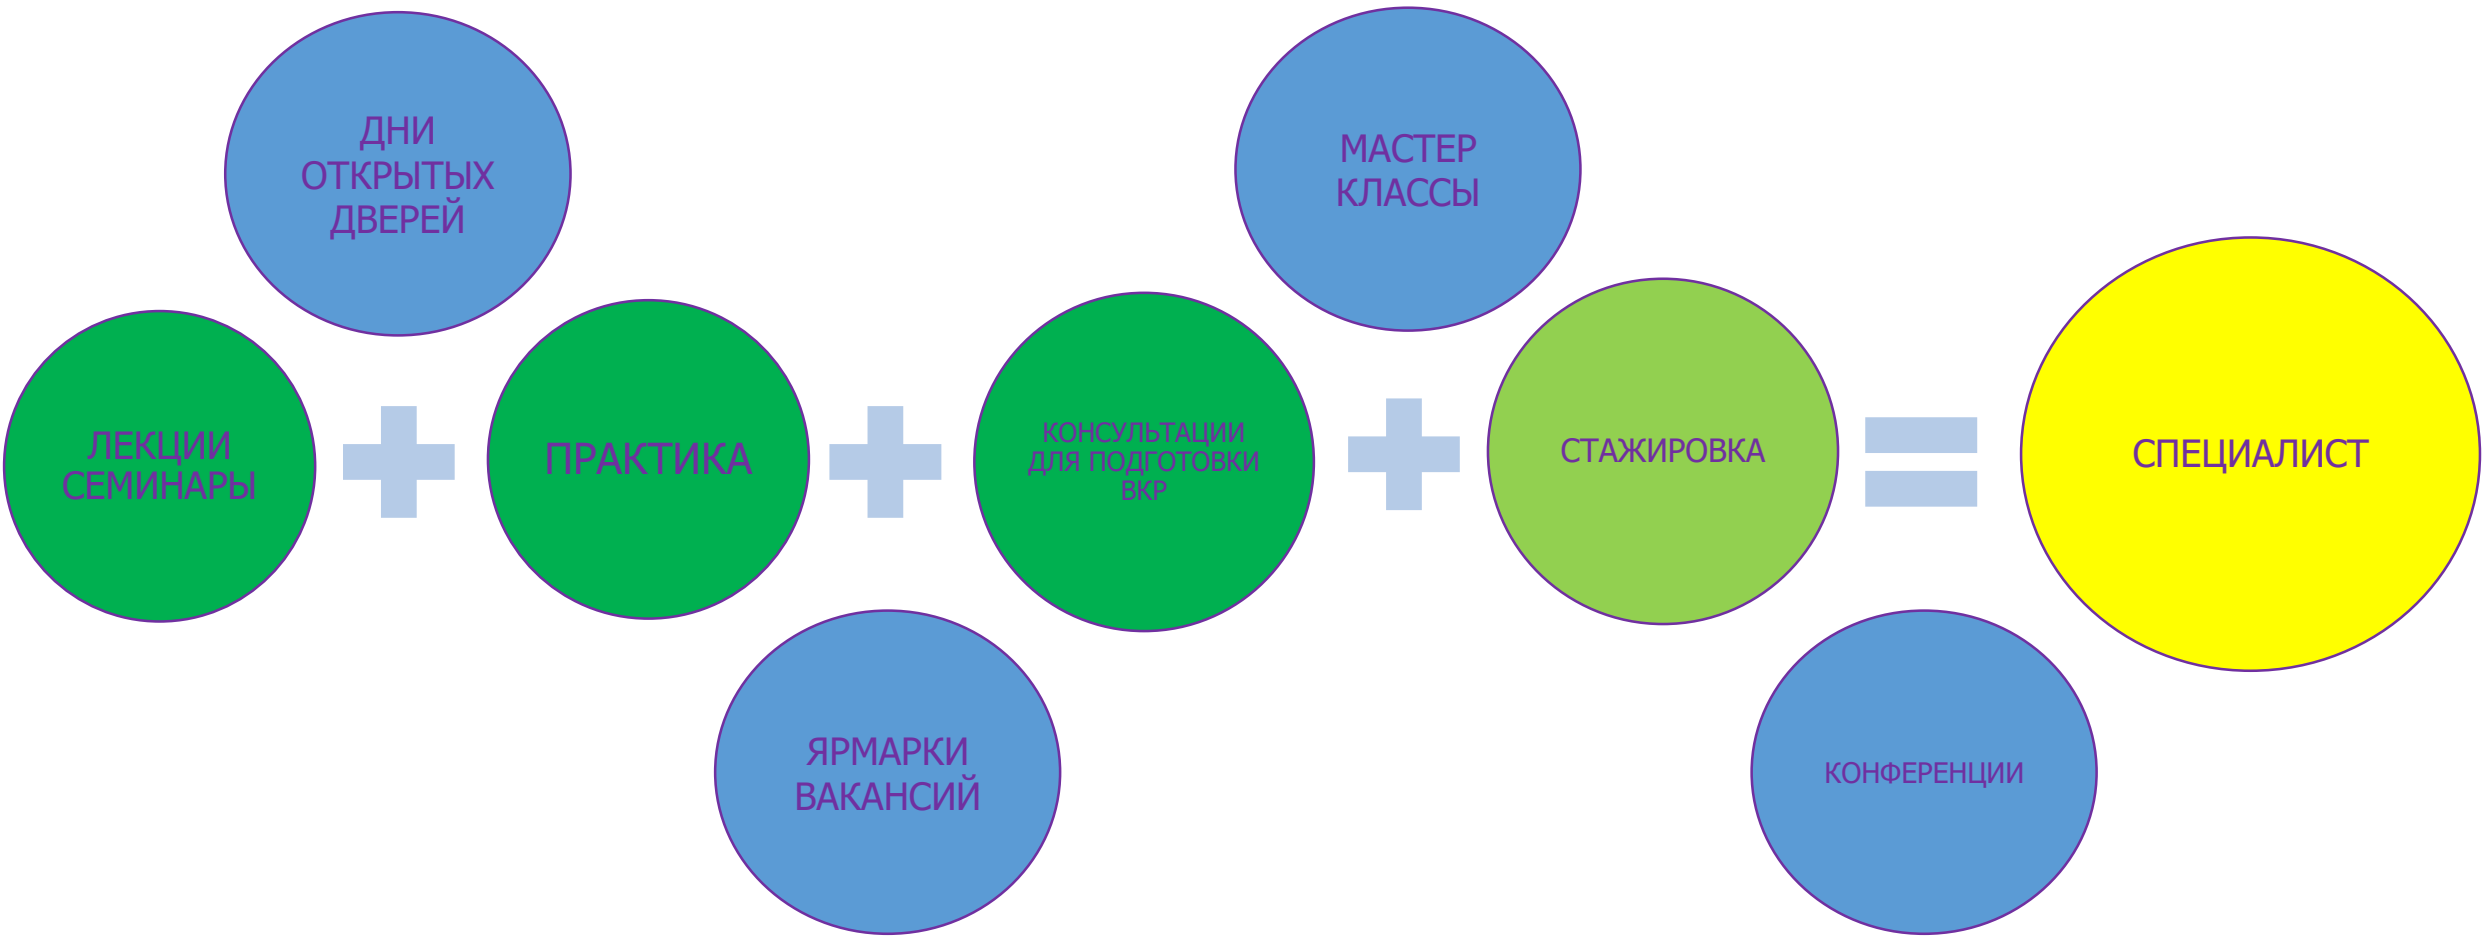 ДНИ
ОТКРЫТЫХ
ДВЕРЕЙ
МАСТЕР
КЛАССЫ
ЛЕКЦИИ
СЕМИНАРЫ
ПРАКТИКА
КОНСУЛЬТАЦИИ
ДЛЯ ПОДГОТОВКИ
ВКР
СТАЖИРОВКА
СПЕЦИАЛИСТ
ЯРМАРКИ
ВАКАНСИЙ
КОНФЕРЕНЦИИ